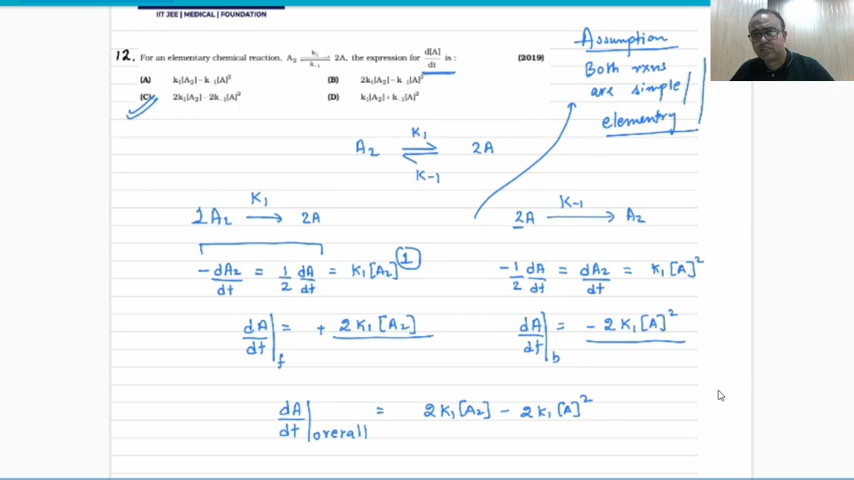 IIT JEE | MEDICAL | FOUNDATION
12. For an elementary chemical reaction, A₂ ⇌ 2A, the expression for d[A]/dt is : (2019)
k₁
k₋₁
(A) k₁[A₂]–k₋₁[A]² (B) 2k₁[A₂]–k₋₁[A]²
(C) 2k₁[A₂]–2k₋₁[A]² (D) k₁[A₂]+k₋₁[A]²
Assumption
Both rxns
are simple/
elementry
K₁
A₂ ⇌ 2A
K-1
K₁
2A₂ ⟶ 2A
K-1
2A ⟶ A₂
-dA₂/dt = 1/2 dA/dt = K₁[A₂]①
-1/2 dA/dt = dA₂/dt = K₁[A]²
dA/dt|f = + 2K₁[A₂]
dA/dt|b = - 2K₁[A]²
dA/dt|overall = 2K₁[A₂] - 2K₁[A]²